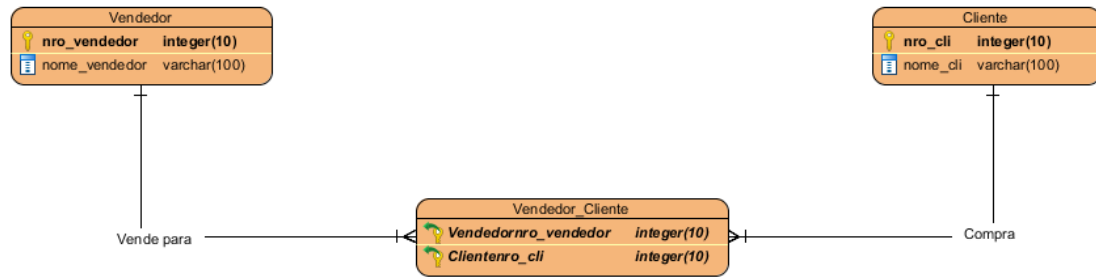 Vendedor
nro_vendedor integer(10)
nome_vendedor varchar(100)
Cliente
nro_cli integer(10)
nome_cli varchar(100)
Vende para
Vendedor_Cliente
Vendedornro_vendedor integer(10)
Clientenro_cli integer(10)
Compra